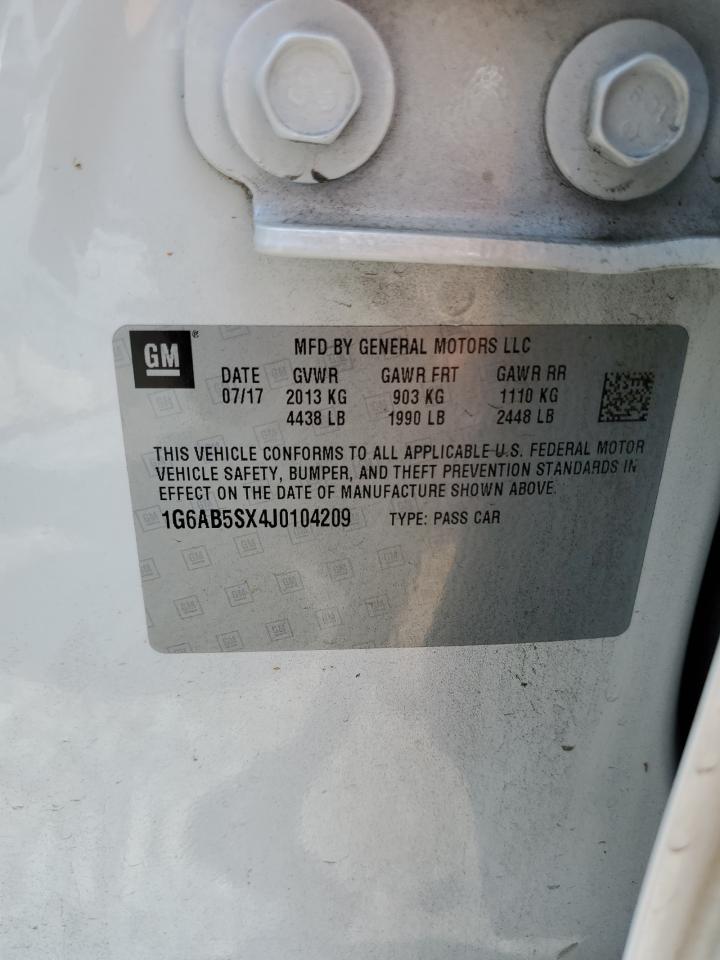 GM ®
MFD BY GENERAL MOTORS LLC
DATE GVWR GAWR FRT GAWR RR
07/17 2013 KG 903 KG 1110 KG
4438 LB 1990 LB 2448 LB
THIS VEHICLE CONFORMS TO ALL APPLICABLE U.S. FEDERAL MOTOR
VEHICLE SAFETY, BUMPER, AND THEFT PREVENTION STANDARDS IN
EFFECT ON THE DATE OF MANUFACTURE SHOWN ABOVE.
1G6AB5SX4J0104209 TYPE: PASS CAR